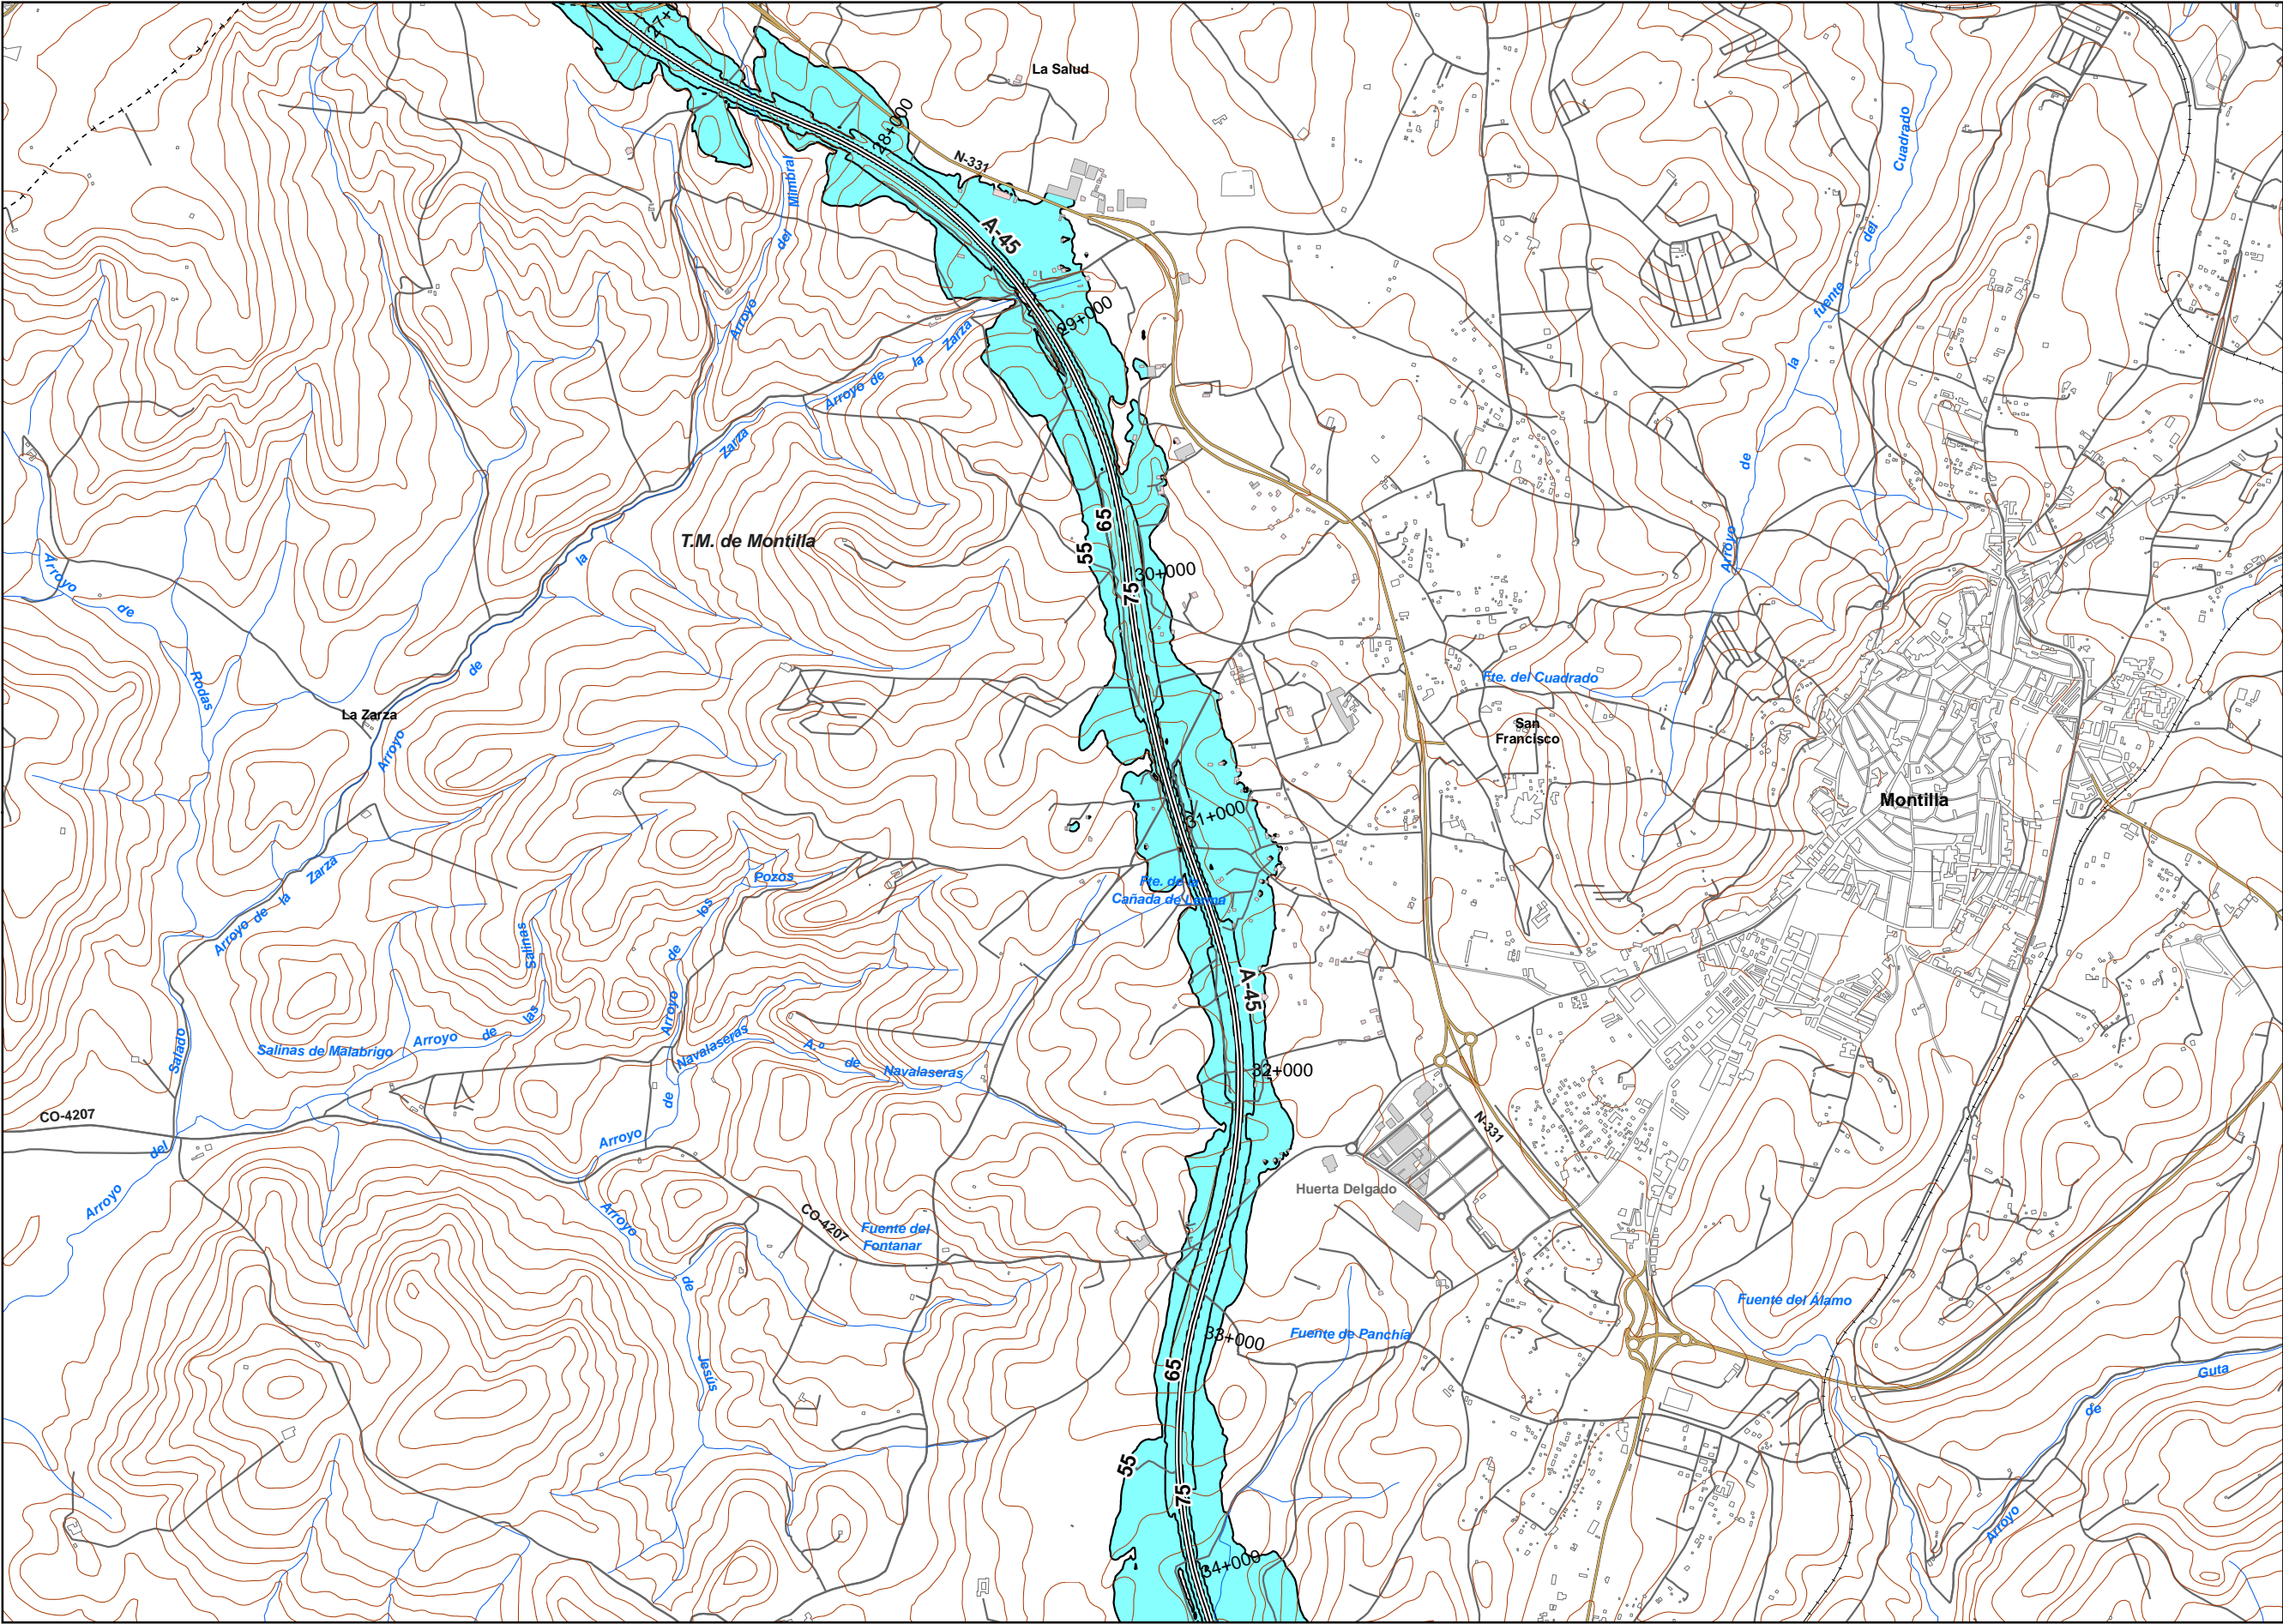 27+
La Salud
28+000
N-331
Cuadrado
del
fuente
la
de
Arroyo
Mimbral
del
Arroyo
A-45
29+000
Zarza
la
de
Arroyo
Zarza
la
de
Arroyo
T.M. de Montilla
65
55
75
30+000
Arroyo
de
Rodas
La Zarza
Fte. del Cuadrado
San
Francisco
Montilla
31+000
Fte. de la
Cañada de Lerma
Pozos
los
de
Arroyo
de
Arroyo
Zarza
la
de
Arroyo
Salinas
las
de
Arroyo
Salinas de Malabrigo
Navalaseras
A.º
de
Navalaseras
A-45
32+000
Salado
del
Arroyo
CO-4207
N-331
Huerta Delgado
CO-4207
Fuente del
Fontanar
Arroyo
de
Jesús
33+000
Fuente de Panchía
Fuente del Álamo
65
55
75
34+000
Guta
de
Arroyo